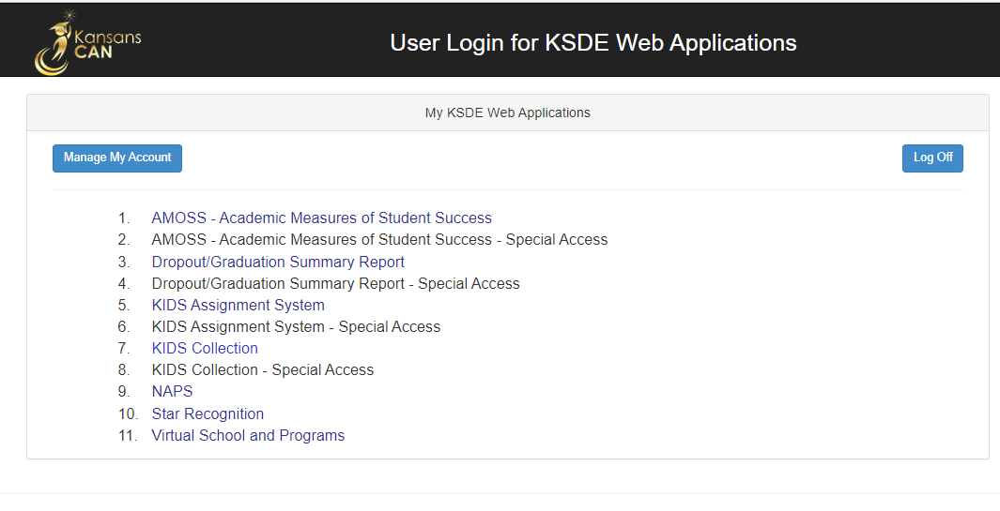 Kansans
CAN
User Login for KSDE Web Applications
My KSDE Web Applications
Manage My Account
Log Off
1. AMOSS - Academic Measures of Student Success
2. AMOSS - Academic Measures of Student Success - Special Access
3. Dropout/Graduation Summary Report
4. Dropout/Graduation Summary Report - Special Access
5. KIDS Assignment System
6. KIDS Assignment System - Special Access
7. KIDS Collection
8. KIDS Collection - Special Access
9. NAPS
10. Star Recognition
11. Virtual School and Programs